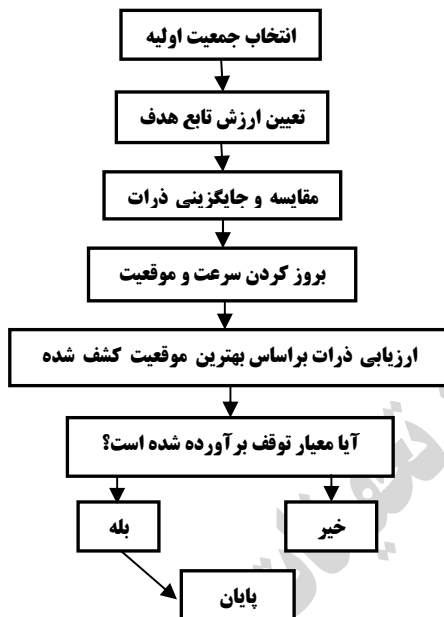 انتخاب جمعیت اولیه
تعیین ارزش تابع هدف
مقایسه و جایگزینی ذرات
بروز کردن سرعت و موقعیت
ارزیابی ذرات براساس بهترین موقعیت کشف شده
آیا معیار توقف برآورده شده است؟
بله
خیر
پایان